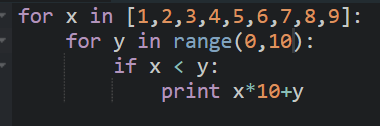 for x in [1,2,3,4,5,6,7,8,9]:
    for y in range(0,10):
        if x < y:
            print x*10+y